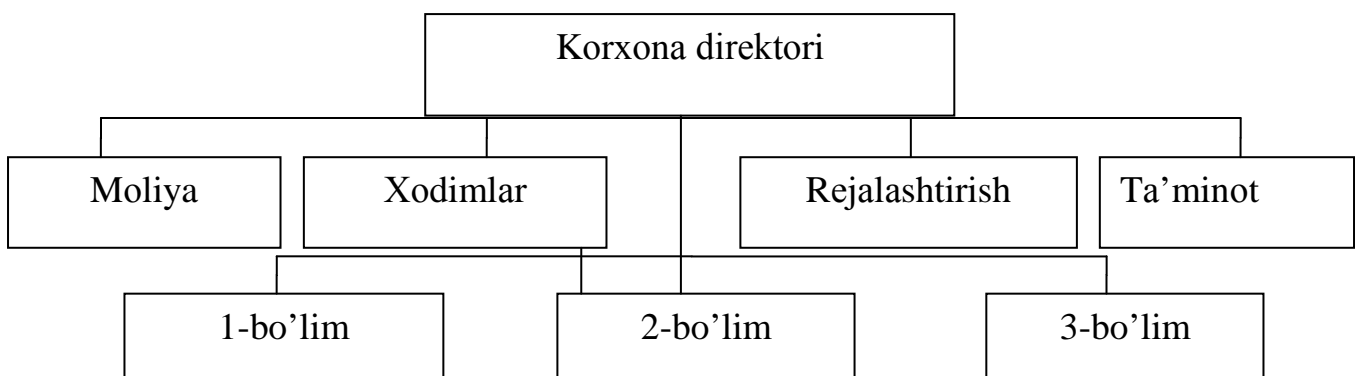 Korxona direktori
Moliya
Xodimlar
Rejalashtirish
Ta’minot
1-bo’lim
2-bo’lim
3-bo’lim